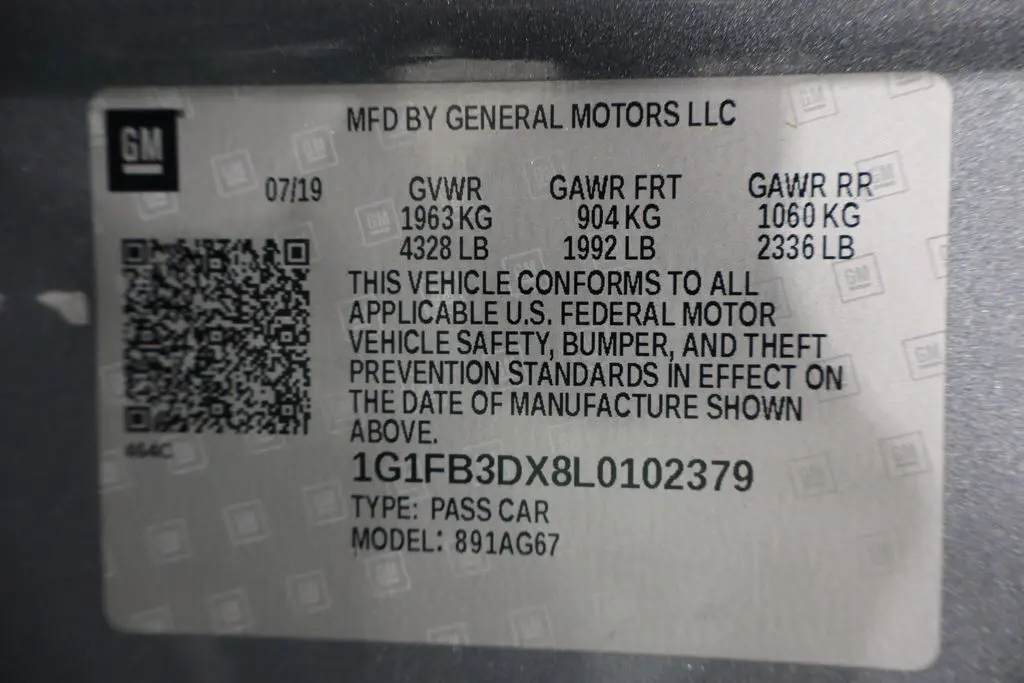 GM
MFD BY GENERAL MOTORS LLC
07/19 GVWR GAWR FRT GAWR RR
1963 KG 904 KG 1060 KG
4328 LB 1992 LB 2336 LB
THIS VEHICLE CONFORMS TO ALL
APPLICABLE U.S. FEDERAL MOTOR
VEHICLE SAFETY, BUMPER, AND THEFT
PREVENTION STANDARDS IN EFFECT ON
THE DATE OF MANUFACTURE SHOWN
ABOVE.
464C
1G1FB3DX8L0102379
TYPE: PASS CAR
MODEL: 891AG67